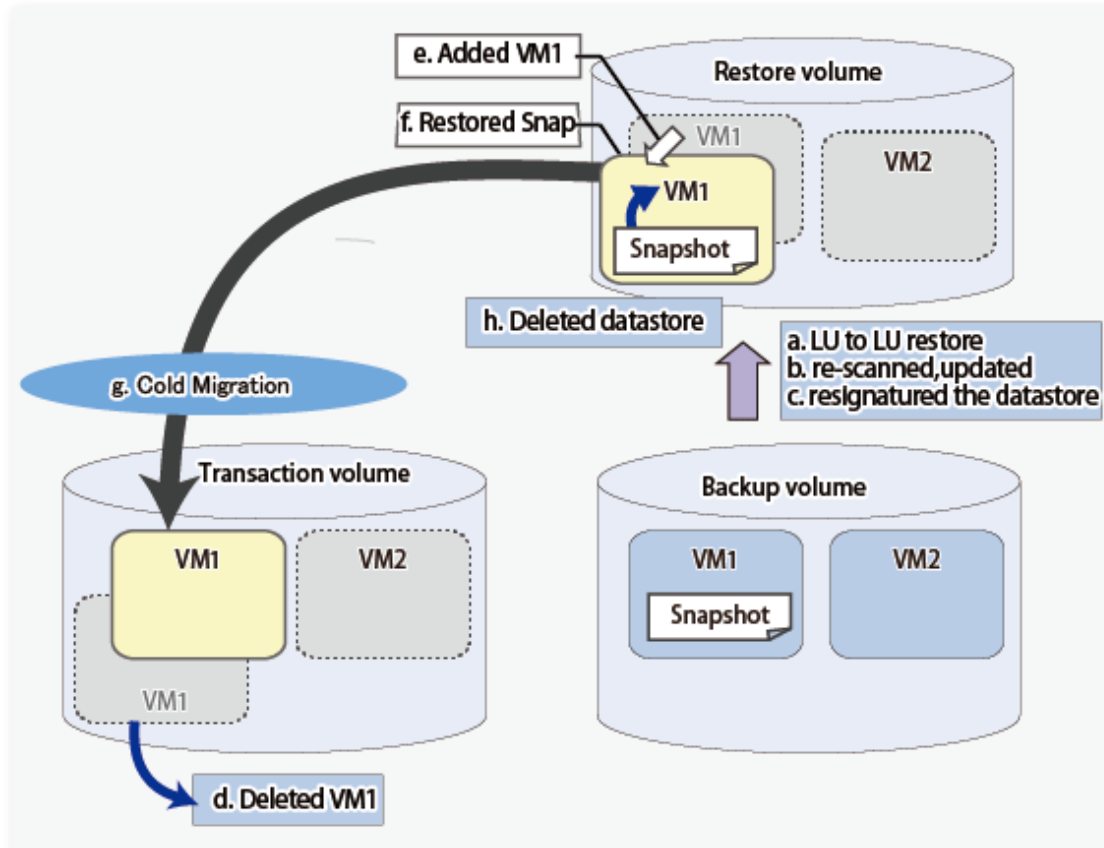 e. Added VM1
Restore volume
f. Restored Snap
VM1
VM2
VM1
Snapshot
h. Deleted datastore
a. LU to LU restore
b. re-scanned,updated
c. resignatured the datastore
g. Cold Migration
Transaction volume
Backup volume
VM1
VM2
VM1
VM2
Snapshot
VM1
d. Deleted VM1